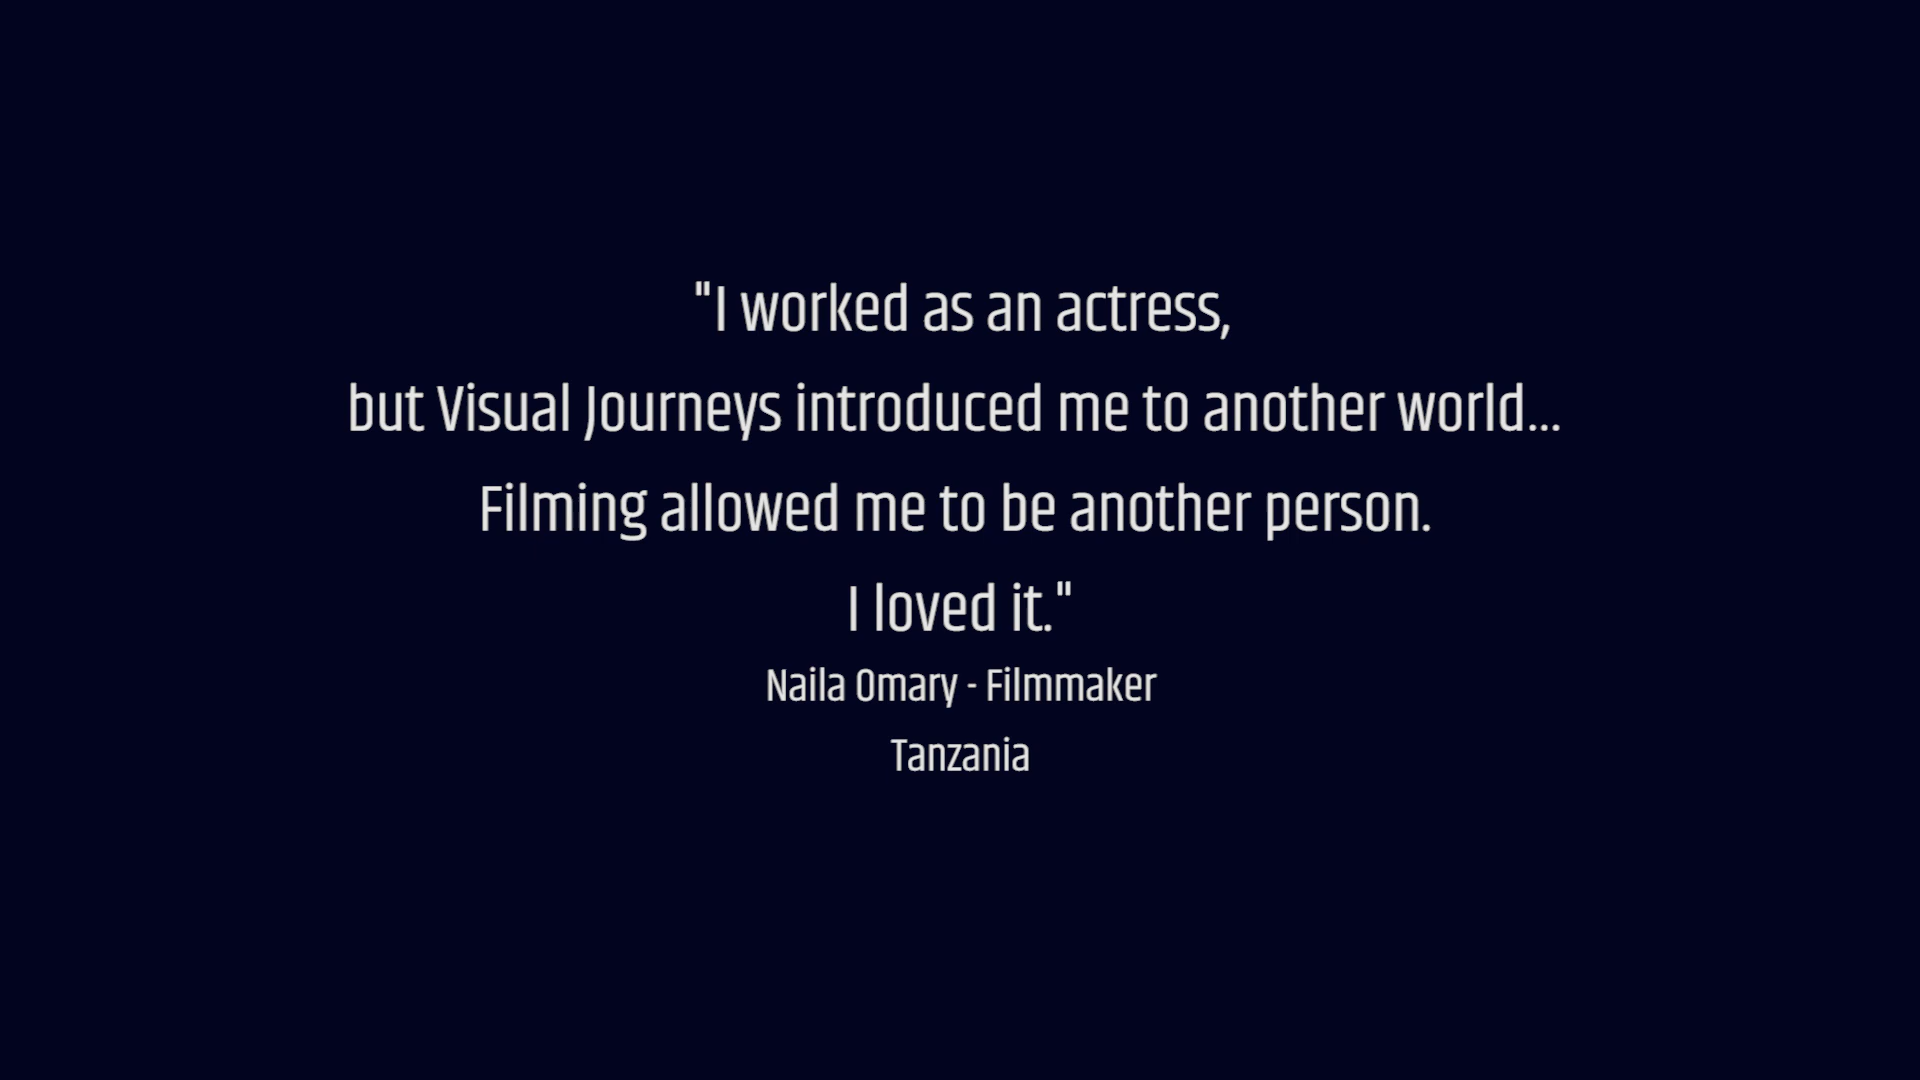 "I worked as an actress,
but Visual Journeys introduced me to another world...
Filming allowed me to be another person.
I loved it."
Naila Omary - Filmmaker
Tanzania